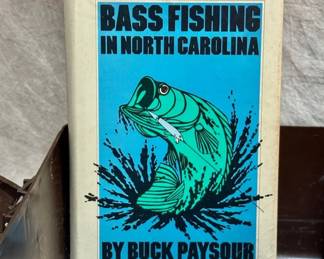 BASS FISHING
IN NORTH CAROLINA
BY BUCK PAYSOUR